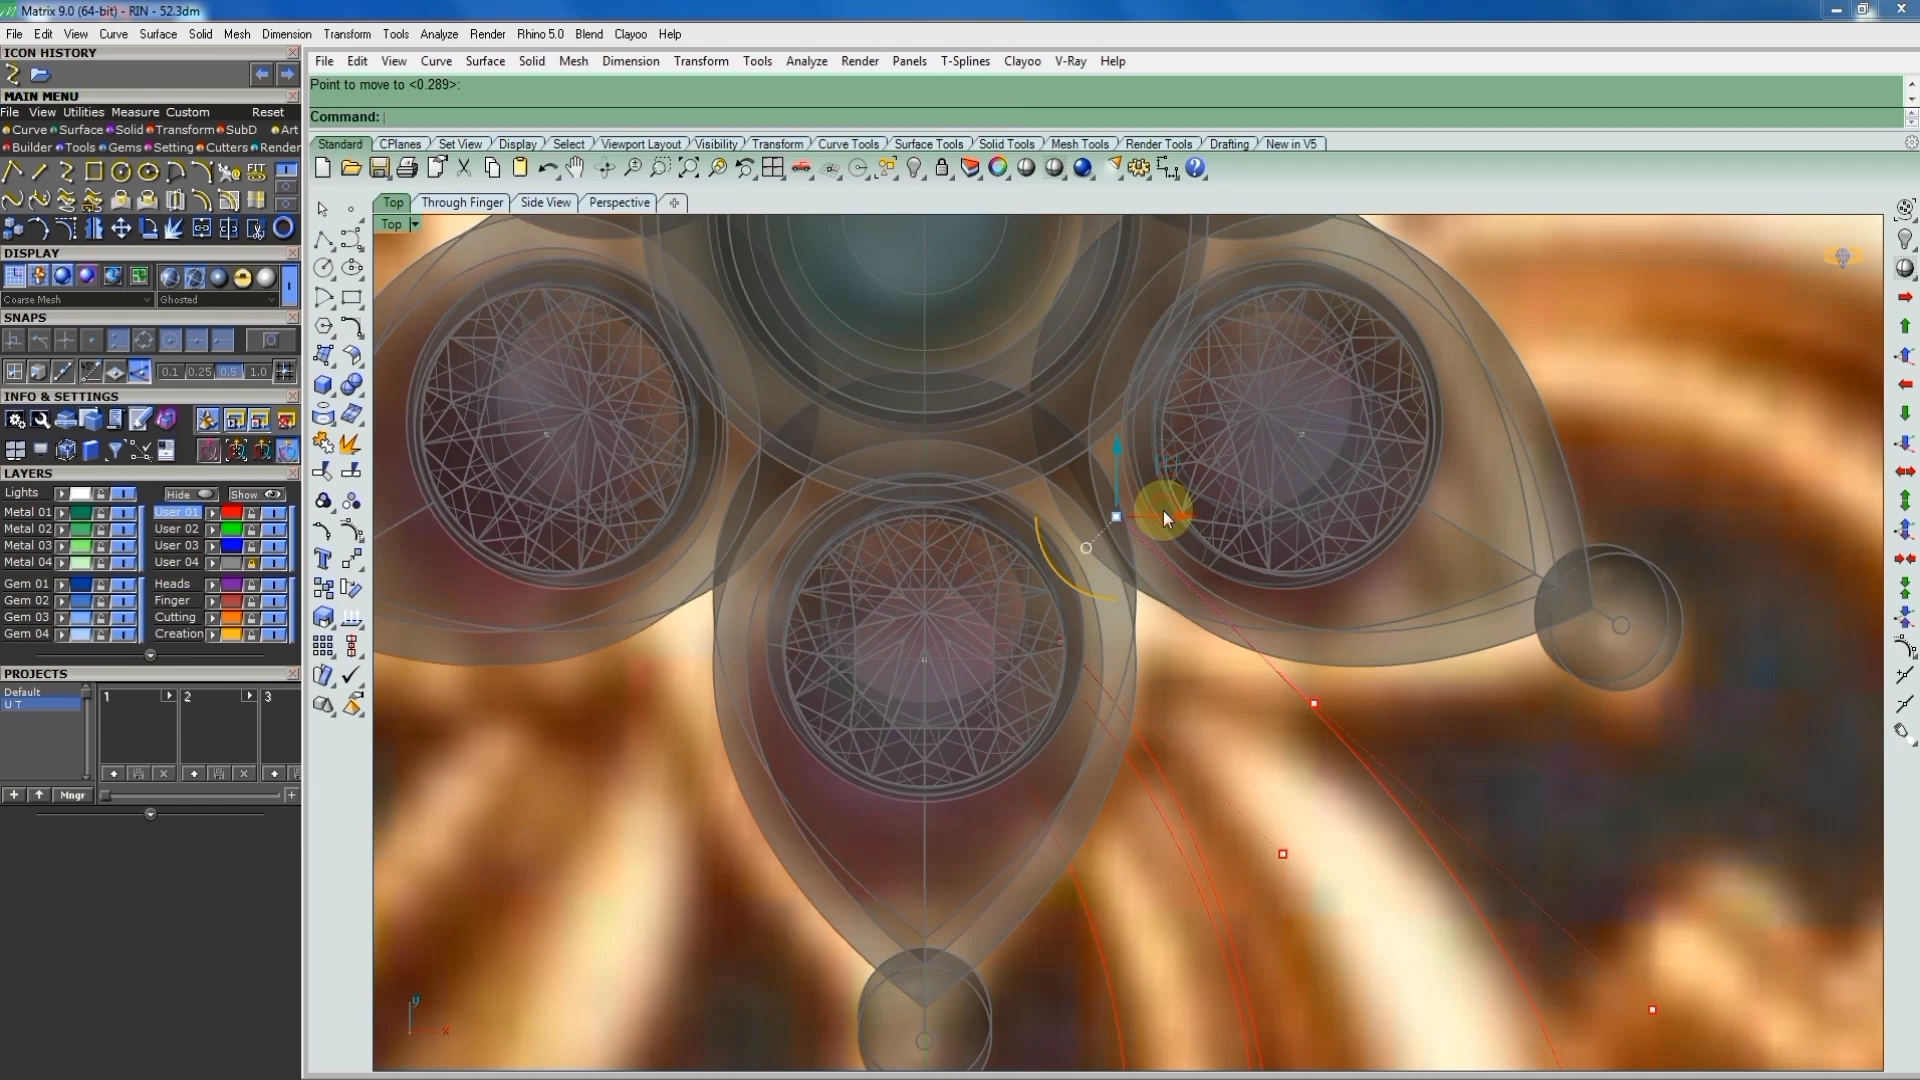 Matrix 9.0 (64-bit) - RIN - 52.3dm
File Edit View Curve Surface Solid Mesh Dimension Transform Tools Analyze Render Rhino 5.0 Blend Clayoo Help
ICON HISTORY
MAIN MENU
File View Utilities Measure Custom Reset
Curve Surface Solid Transform SubD Art
Builder Tools Gems Setting Cutters Render
DISPLAY
Coarse Mesh Ghosted
SNAPS
0.1 0.25 0.5 1.0
INFO & SETTINGS
LAYERS
Lights Hide Show
Metal 01 User 01
Metal 02 User 02
Metal 03 User 03
Metal 04 User 04
Gem 01 Heads
Gem 02 Finger
Gem 03 Cutting
Gem 04 Creation
PROJECTS
Default
U T
1 2 3
Mngr
File Edit View Curve Surface Solid Mesh Dimension Transform Tools Analyze Render Panels T-Splines Clayoo V-Ray Help
Point to move to <0.289>:
Command:
Standard CPlanes Set View Display Select Viewport Layout Visibility Transform Curve Tools Surface Tools Solid Tools Mesh Tools Render Tools Drafting New in V5
Top Through Finger Side View Perspective
Top
FIT
y
x